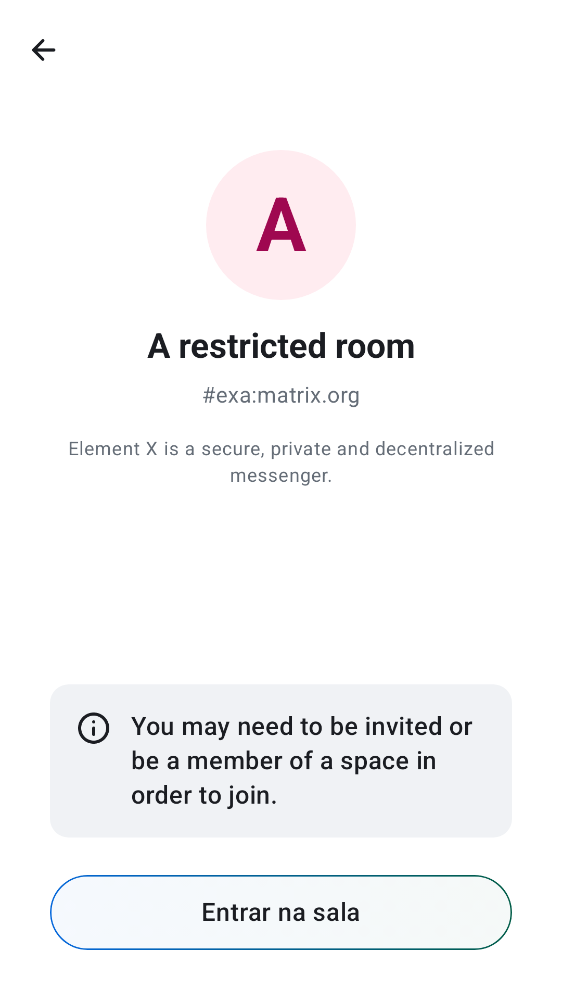 A
A restricted room
#exa:matrix.org
Element X is a secure, private and decentralized
messenger.
You may need to be invited or
be a member of a space in
order to join.
Entrar na sala